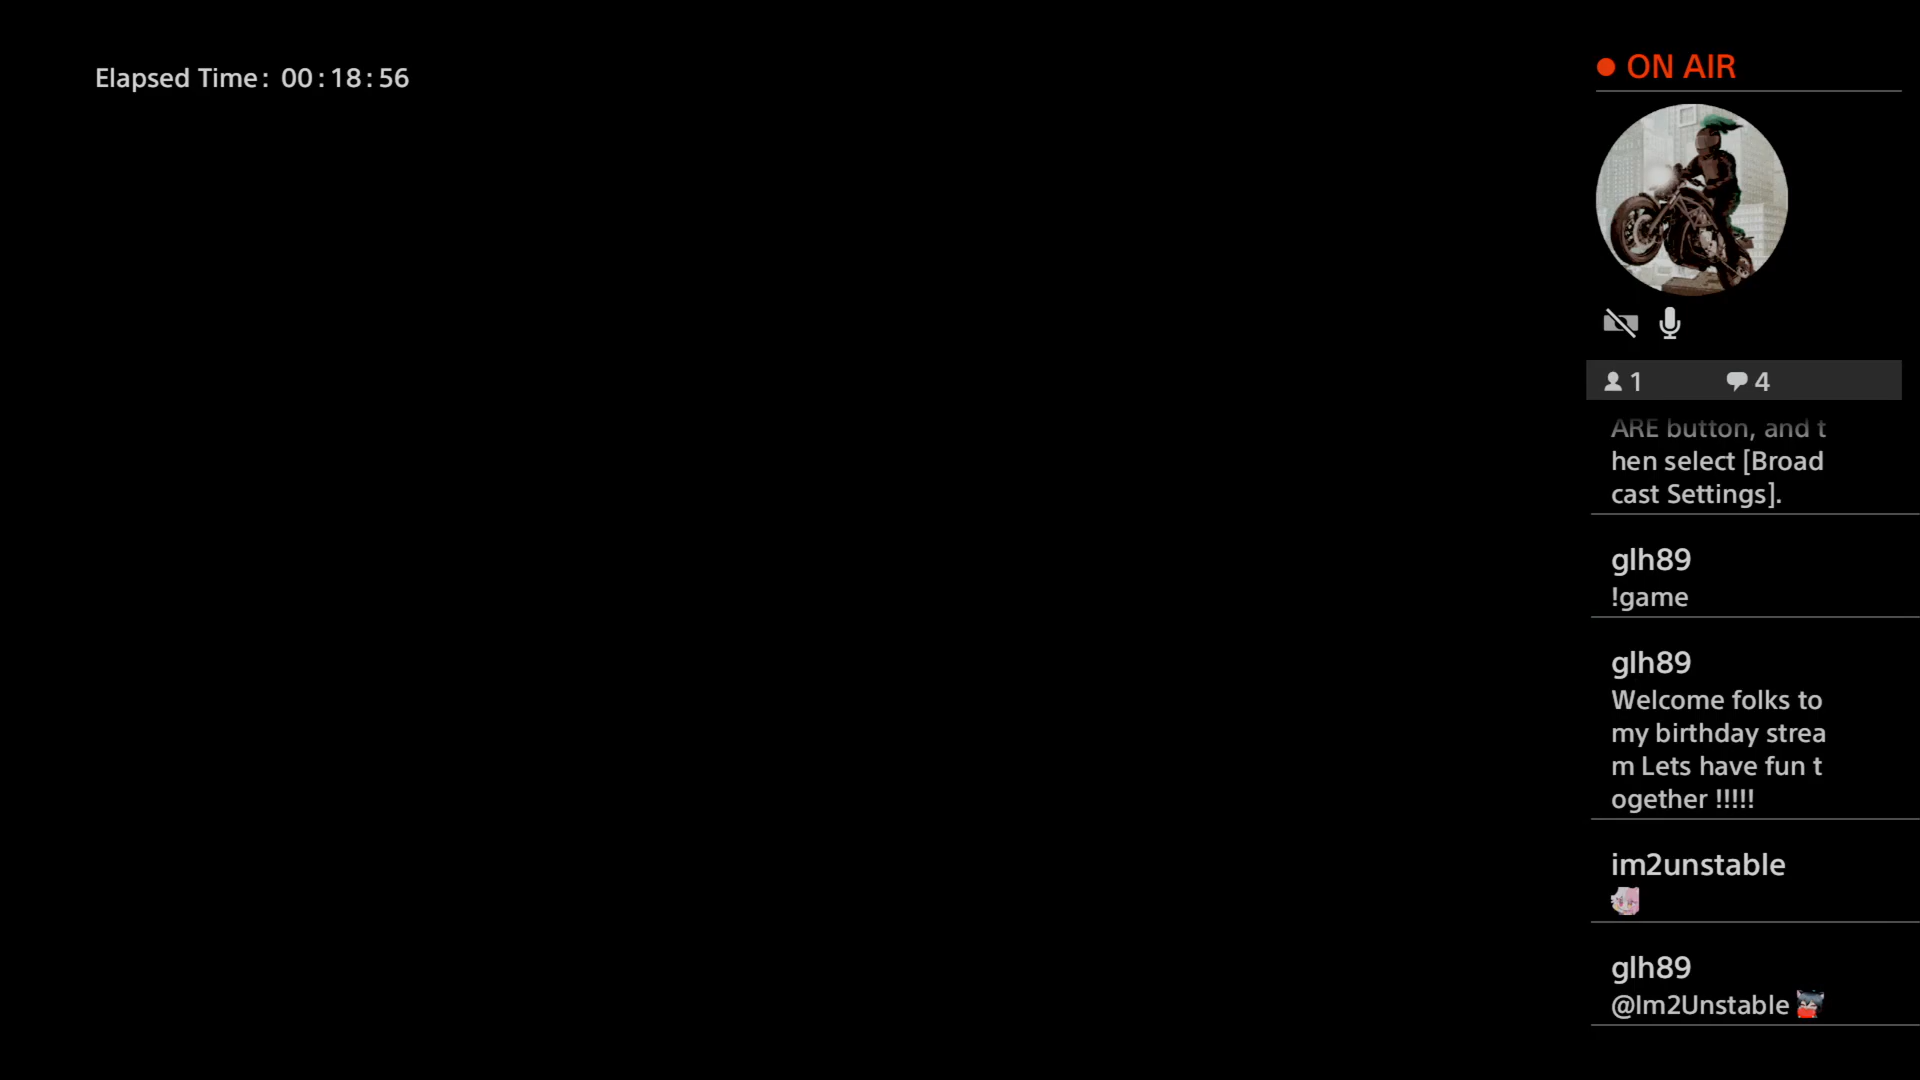 Elapsed Time: 00:18:56
ON AIR
1 4
ARE button, and t
hen select [Broad
cast Settings].
glh89
!game
glh89
Welcome folks to
my birthday strea
m Lets have fun t
ogether !!!!!
im2unstable
glh89
@Im2Unstable